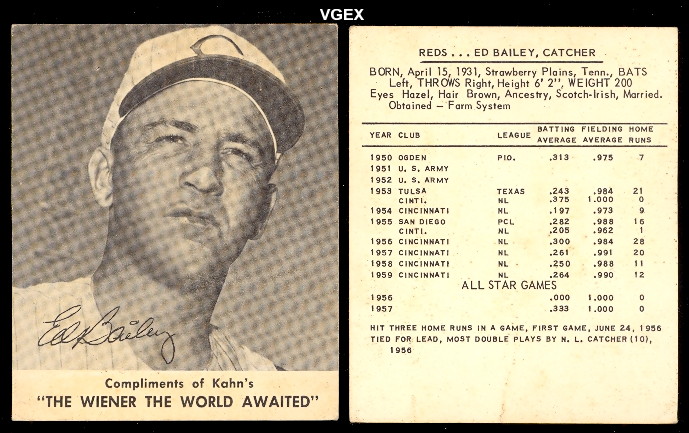 VGEX
C
Ed Bailey
Compliments of Kahn's
"THE WIENER THE WORLD AWAITED"
REDS . . . ED BAILEY, CATCHER
BORN, April 15, 1931, Strawberry Plains, Tenn., BATS
Left, THROWS Right, Height 6' 2", WEIGHT 200
Eyes Hazel, Hair Brown, Ancestry, Scotch-Irish, Married.
Obtained — Farm System
YEAR CLUB LEAGUE BATTING AVERAGE FIELDING AVERAGE HOME RUNS
1950 OGDEN PIO. .313 .975 7
1951 U. S. ARMY
1952 U. S. ARMY
1953 TULSA TEXAS .243 .984 21
CINTI. NL .375 1.000 0
1954 CINCINNATI NL .197 .973 9
1955 SAN DIEGO PCL .282 .988 16
CINTI. NL .205 .962 1
1956 CINCINNATI NL .300 .984 28
1957 CINCINNATI NL .261 .991 20
1958 CINCINNATI NL .250 .988 11
1959 CINCINNATI NL .264 .990 12
ALL STAR GAMES
1956 .000 1.000 0
1957 .333 1.000 0
HIT THREE HOME RUNS IN A GAME, FIRST GAME, JUNE 24, 1956
TIED FOR LEAD, MOST DOUBLE PLAYS BY N. L. CATCHER (10),
1956